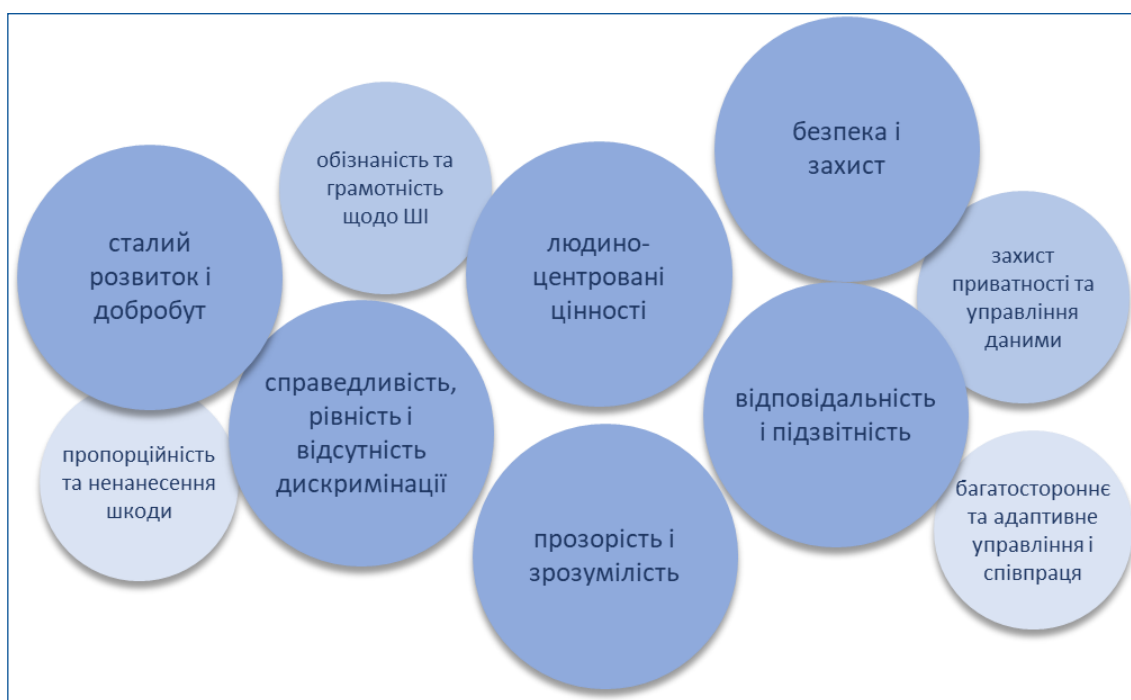 безпека і
захист
обізнаність та
грамотність
щодо ШІ
сталий
розвиток і
добробут
людино-
центровані
цінності
захист
приватності та
управління
даними
справедливість,
рівність і
відсутність
дискримінації
відповідальність
і підзвітність
пропорційність
та ненанесення
шкоди
прозорість і
зрозумілість
багатостороннє
та адаптивне
управління і
співпраця